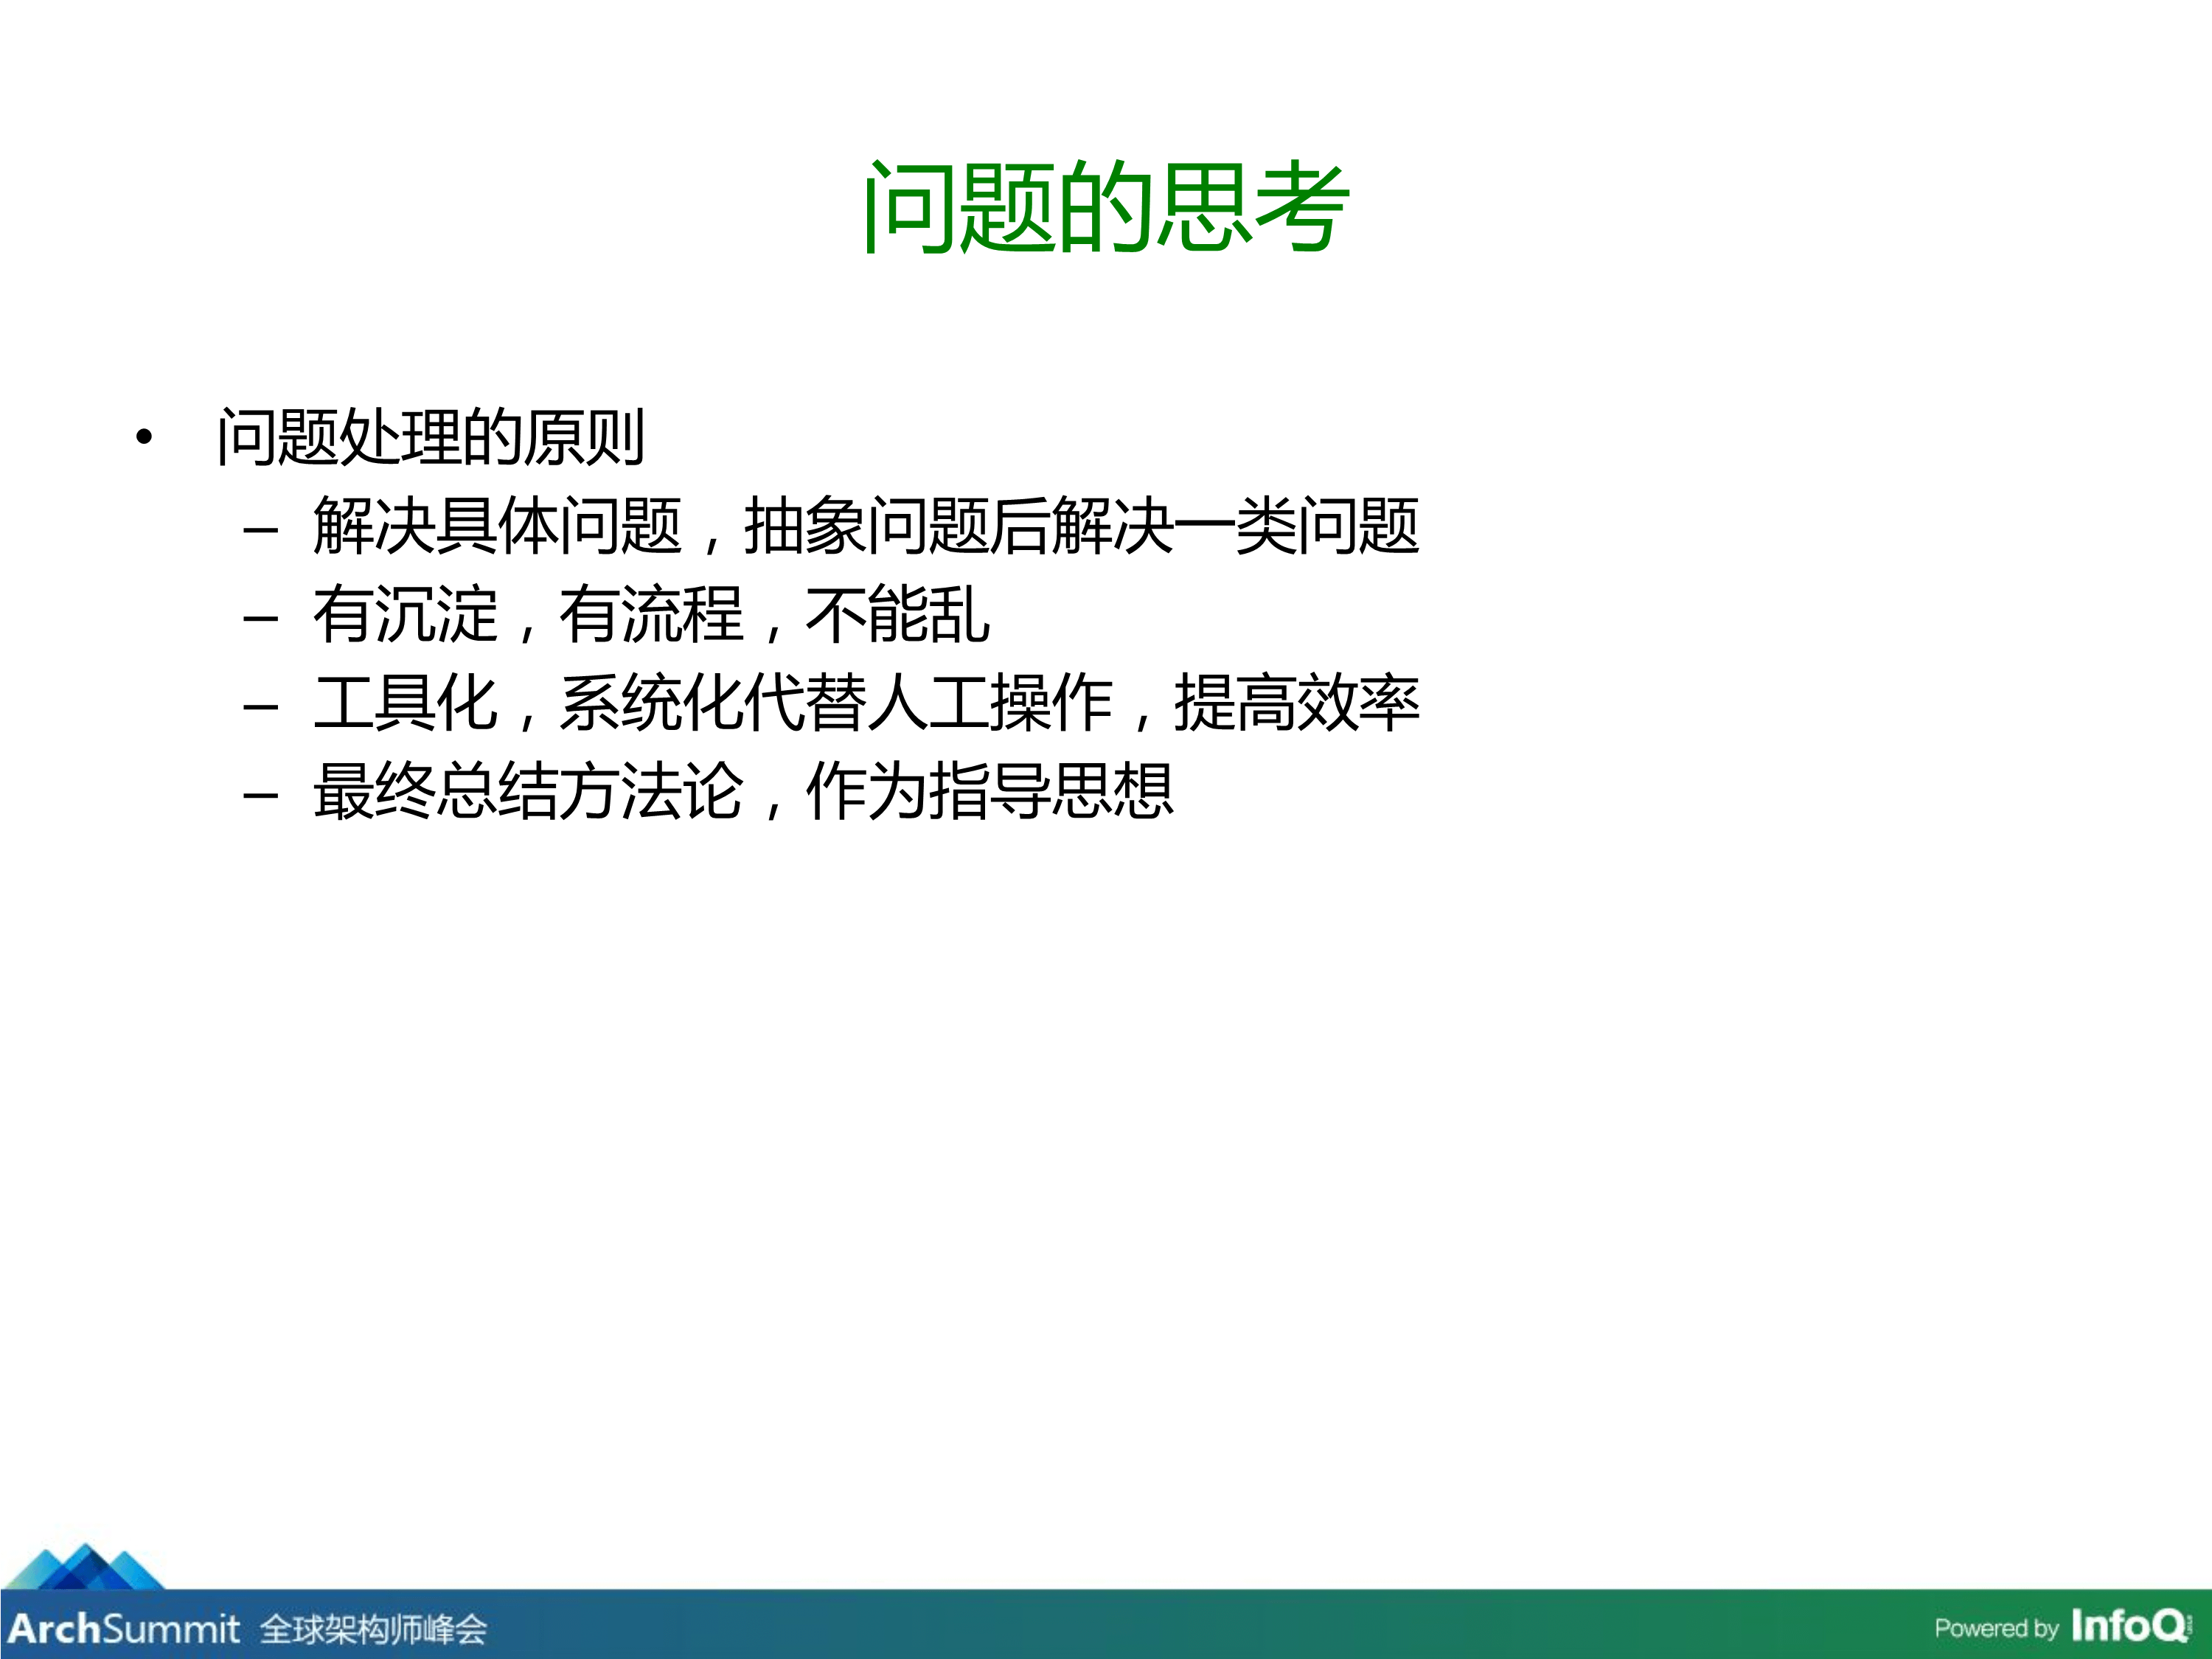 问题的思考
• 问题处理的原则
– 解决具体问题，抽象问题后解决一类问题
– 有沉淀，有流程，不能乱
– 工具化，系统化代替人工操作，提高效率
– 最终总结方法论，作为指导思想
ArchSummit 全球架构师峰会
Powered by InfoQ